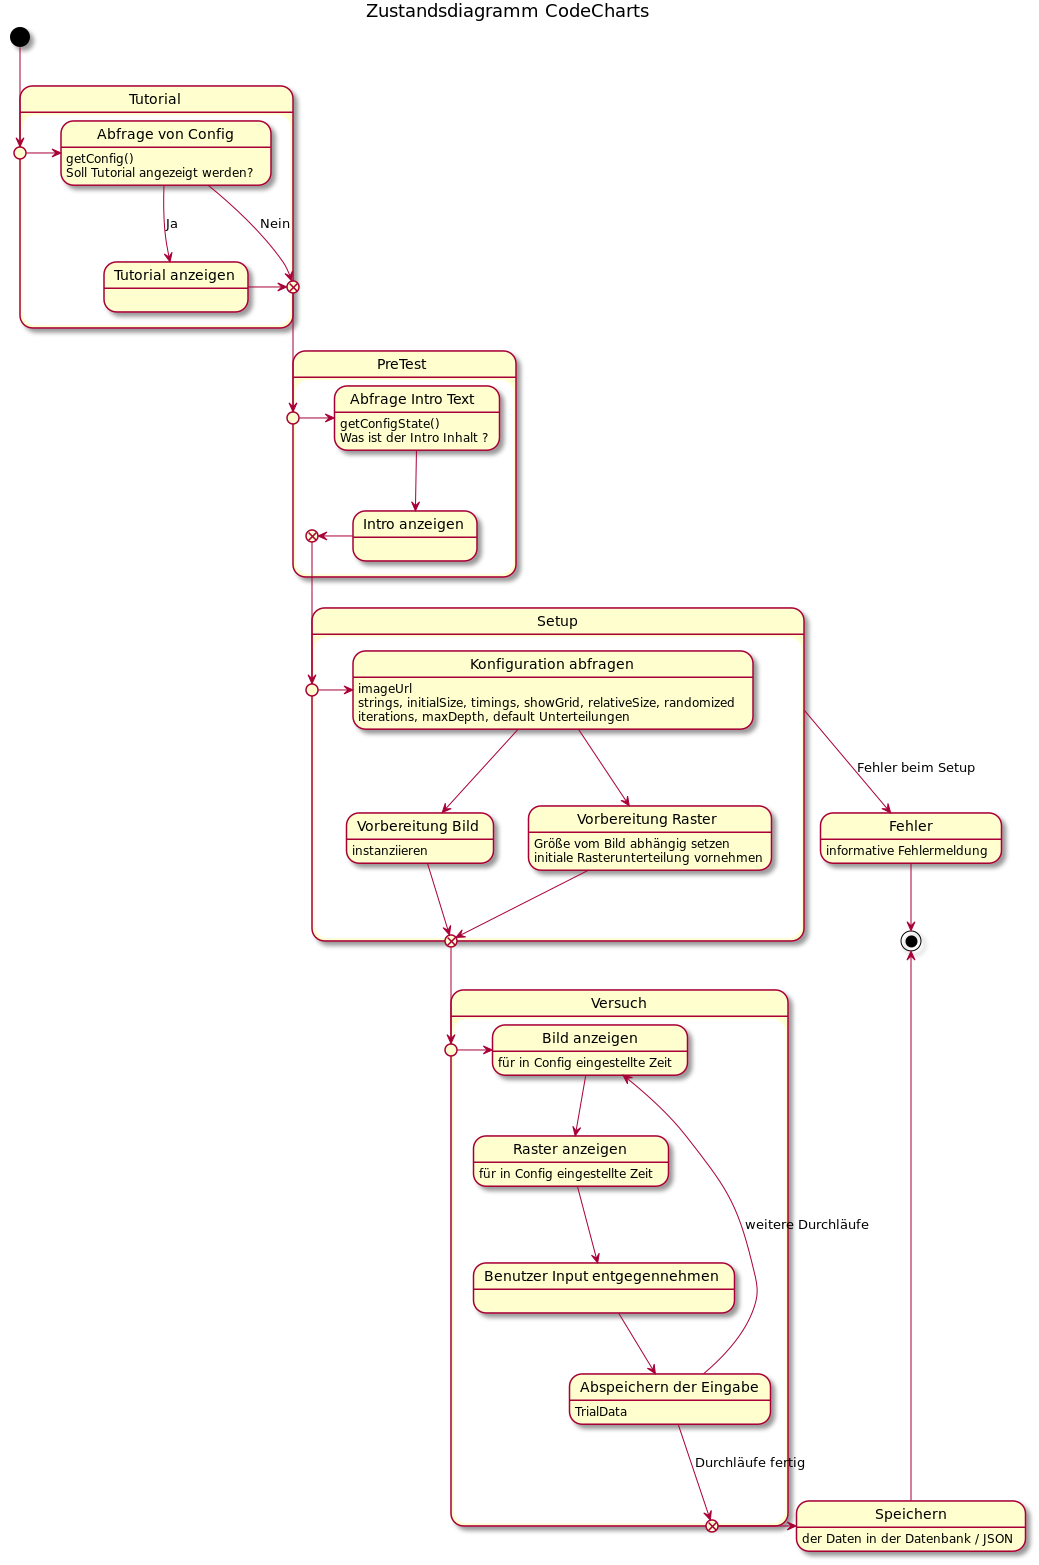 Zustandsdiagramm CodeCharts
Tutorial
Abfrage von Config
getConfig()
Soll Tutorial angezeigt werden?
Ja
Nein
Tutorial anzeigen
PreTest
Abfrage Intro Text
getConfigState()
Was ist der Intro Inhalt ?
Intro anzeigen
Setup
Konfiguration abfragen
imageUrl
strings, initialSize, timings, showGrid, relativeSize, randomized
iterations, maxDepth, default Unterteilungen
Fehler beim Setup
Vorbereitung Bild
instanziieren
Vorbereitung Raster
Größe vom Bild abhängig setzen
initiale Rasterunterteilung vornehmen
Fehler
informative Fehlermeldung
Versuch
Bild anzeigen
für in Config eingestellte Zeit
Raster anzeigen
für in Config eingestellte Zeit
weitere Durchläufe
Benutzer Input entgegennehmen
Abspeichern der Eingabe
TrialData
Durchläufe fertig
Speichern
der Daten in der Datenbank / JSON